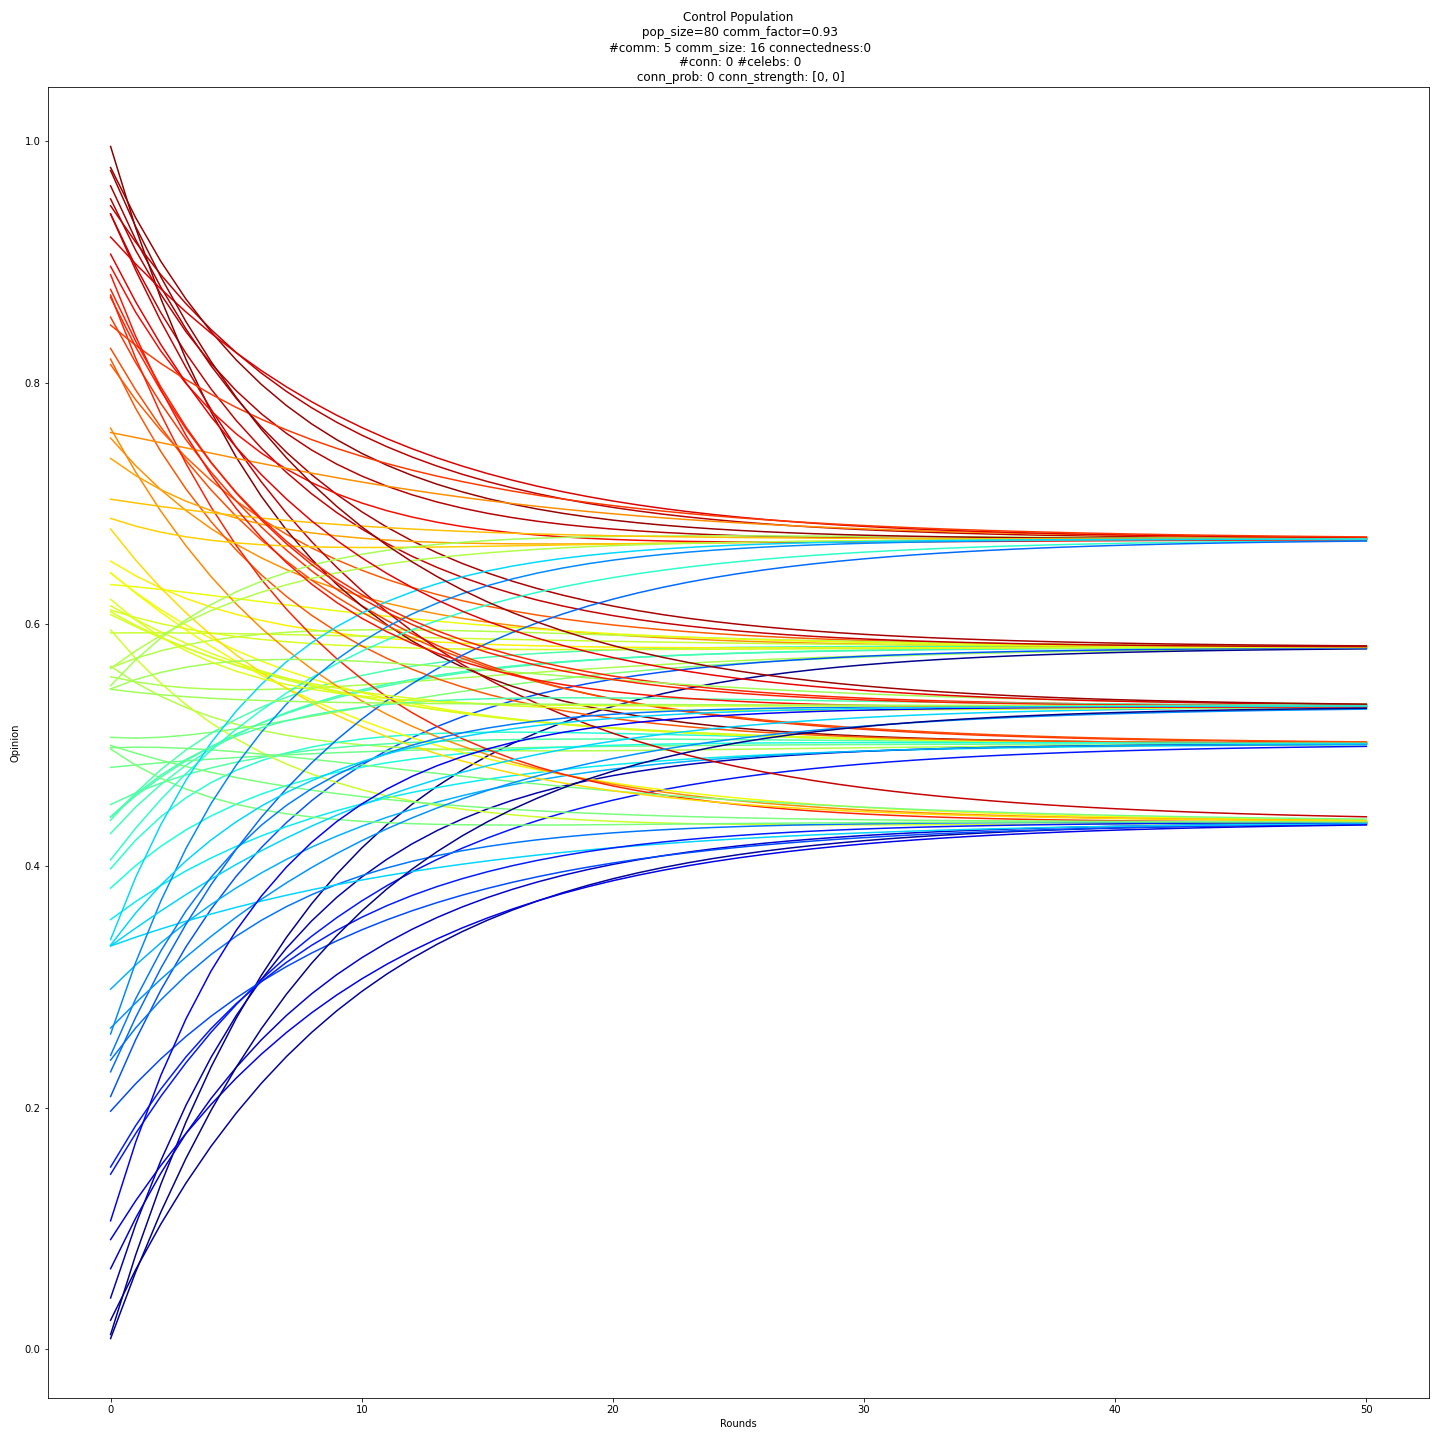 Control Population
pop_size=80 comm_factor=0.93
#comm: 5 comm_size: 16 connectedness:0
#conn: 0 #celebs: 0
conn_prob: 0 conn_strength: [0, 0]
1.0
0.8
0.6
0.4
0.2
0.0
Opinion
0 10 20 30 40 50
Rounds